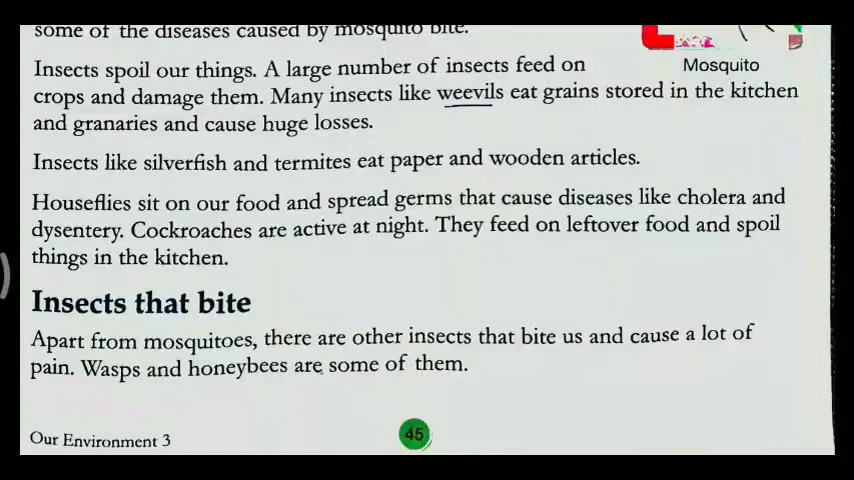 some of the diseases caused by mosquito bite.
Mosquito
Insects spoil our things. A large number of insects feed on
crops and damage them. Many insects like weevils eat grains stored in the kitchen
and granaries and cause huge losses.
Insects like silverfish and termites eat paper and wooden articles.
Houseflies sit on our food and spread germs that cause diseases like cholera and
dysentery. Cockroaches are active at night. They feed on leftover food and spoil
things in the kitchen.
Insects that bite
Apart from mosquitoes, there are other insects that bite us and cause a lot of
pain. Wasps and honeybees are some of them.
Our Environment 3
45